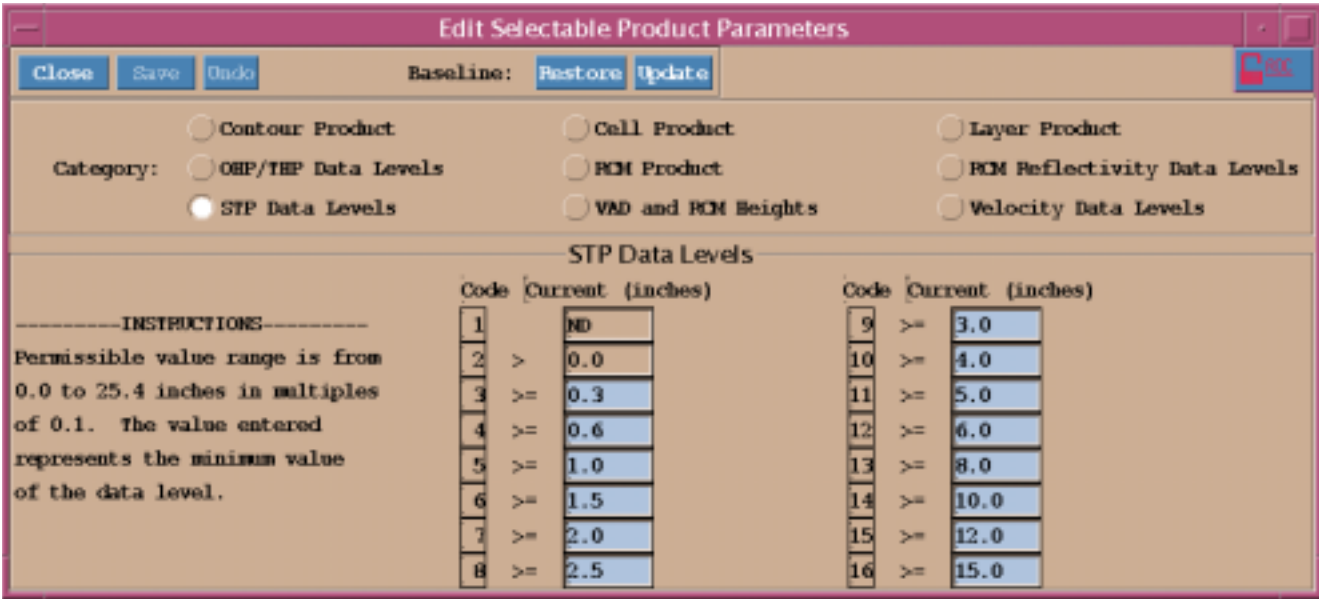 Edit Selectable Product Parameters
Close Save Undo Baseline: Restore Update ROC
Contour Product Cell Product Layer Product
Category: OHP/THP Data Levels RCM Product RCM Reflectivity Data Levels
STP Data Levels VAD and RCM Heights Velocity Data Levels
STP Data Levels
Code Current (inches) Code Current (inches)
---------INSTRUCTIONS---------
Permissible value range is from
0.0 to 25.4 inches in multiples
of 0.1. The value entered
represents the minimum value
of the data level.
1 ND
2 > 0.0
3 >= 0.3
4 >= 0.6
5 >= 1.0
6 >= 1.5
7 >= 2.0
8 >= 2.5
9 >= 3.0
10 >= 4.0
11 >= 5.0
12 >= 6.0
13 >= 8.0
14 >= 10.0
15 >= 12.0
16 >= 15.0